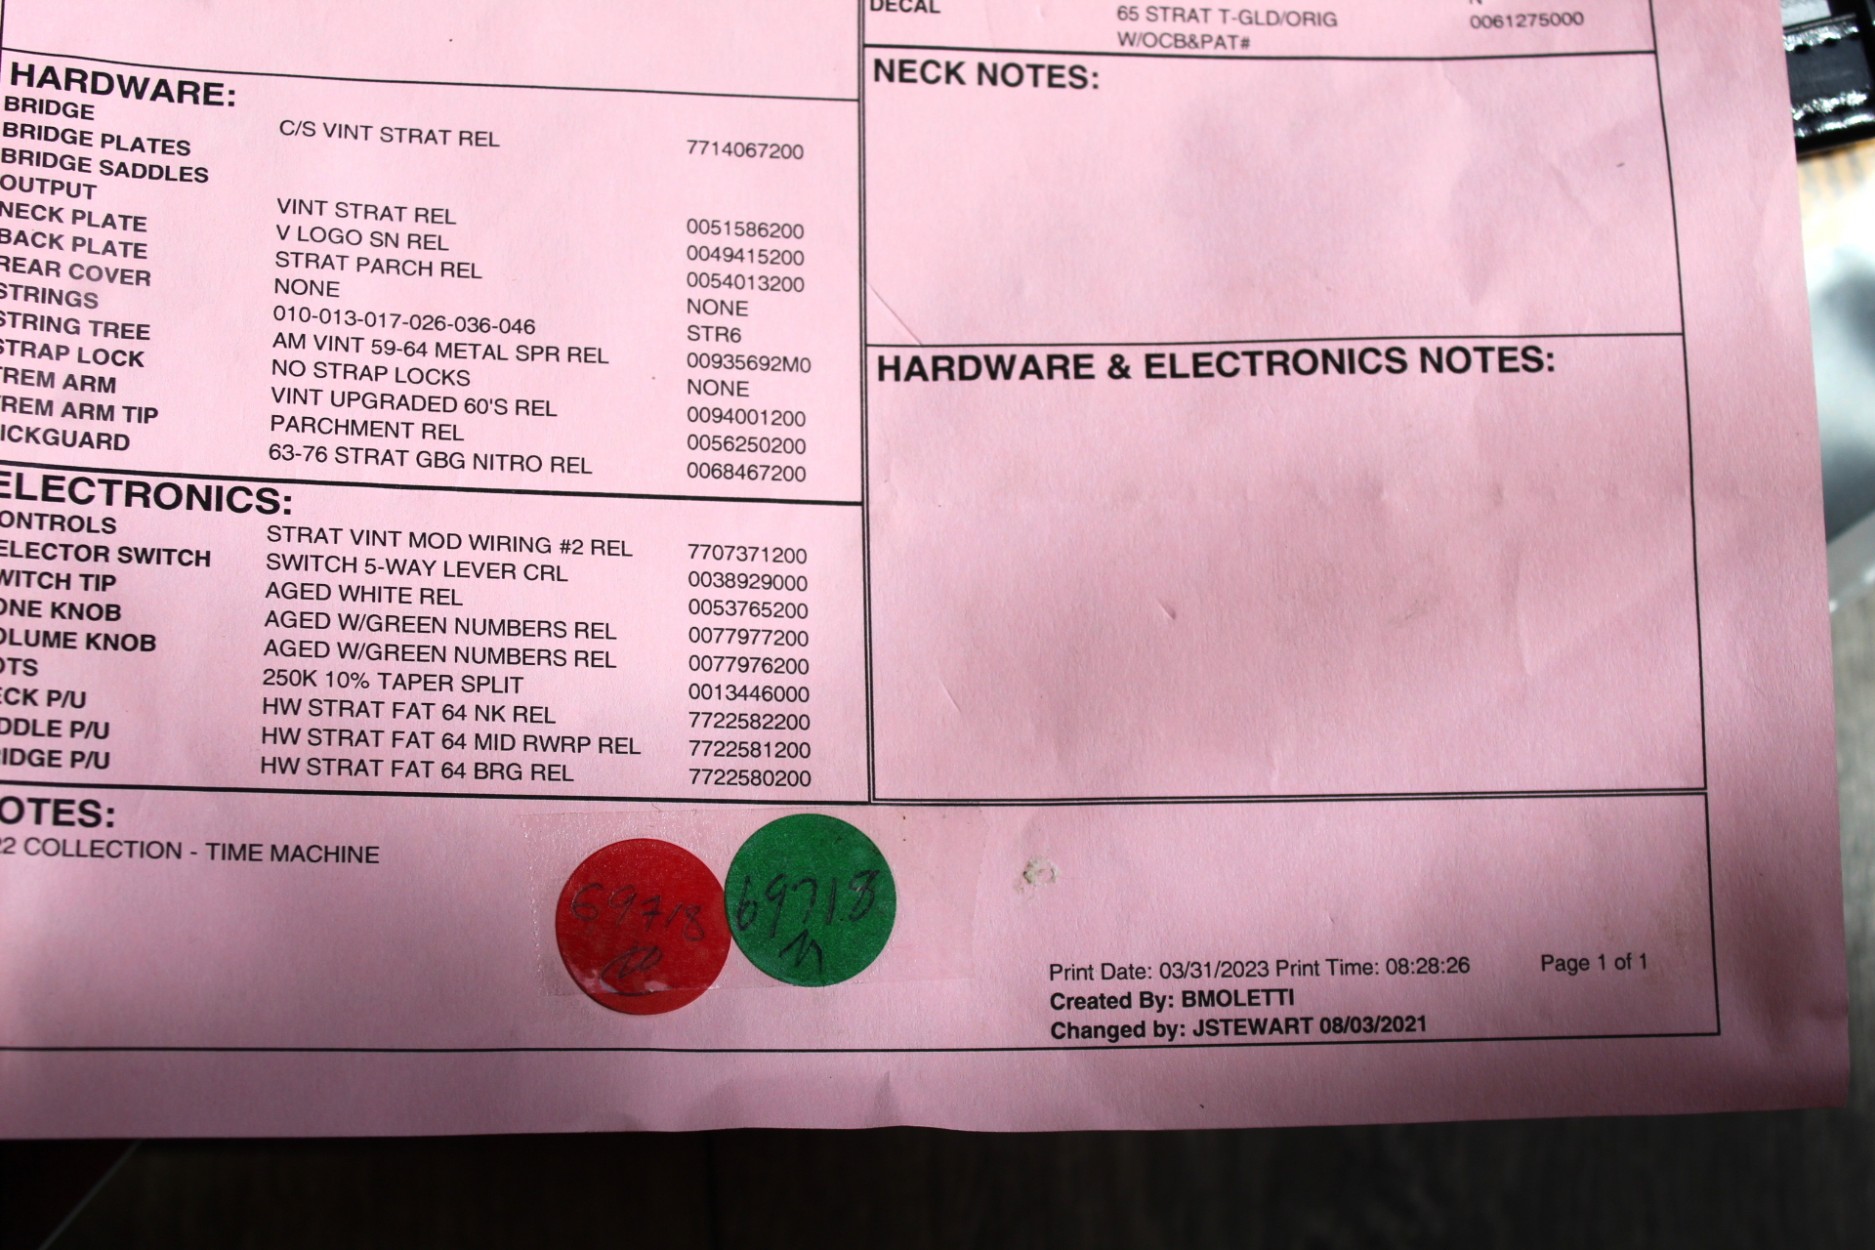 DECAL 65 STRAT T-GLD/ORIG 0061275000
W/OCB&PAT#
HARDWARE:
BRIDGE C/S VINT STRAT REL 7714067200
BRIDGE PLATES
BRIDGE SADDLES
OUTPUT VINT STRAT REL 0051586200
NECK PLATE V LOGO SN REL 0049415200
BACK PLATE STRAT PARCH REL 0054013200
REAR COVER NONE NONE
STRINGS 010-013-017-026-036-046 STR6
STRING TREE AM VINT 59-64 METAL SPR REL 00935692M0
STRAP LOCK NO STRAP LOCKS NONE
TREM ARM VINT UPGRADED 60'S REL 0094001200
TREM ARM TIP PARCHMENT REL 0056250200
ICKGUARD 63-76 STRAT GBG NITRO REL 0068467200
ELECTRONICS:
ONTROLS STRAT VINT MOD WIRING #2 REL 7707371200
ELECTOR SWITCH SWITCH 5-WAY LEVER CRL 0038929000
WITCH TIP AGED WHITE REL 0053765200
ONE KNOB AGED W/GREEN NUMBERS REL 0077977200
OLUME KNOB AGED W/GREEN NUMBERS REL 0077976200
OTS 250K 10% TAPER SPLIT 0013446000
ECK P/U HW STRAT FAT 64 NK REL 7722582200
DDLE P/U HW STRAT FAT 64 MID RWRP REL 7722581200
IDGE P/U HW STRAT FAT 64 BRG REL 7722580200
NECK NOTES:
HARDWARE & ELECTRONICS NOTES:
OTES:
22 COLLECTION - TIME MACHINE
69718
69718
Print Date: 03/31/2023 Print Time: 08:28:26 Page 1 of 1
Created By: BMOLETTI
Changed by: JSTEWART 08/03/2021